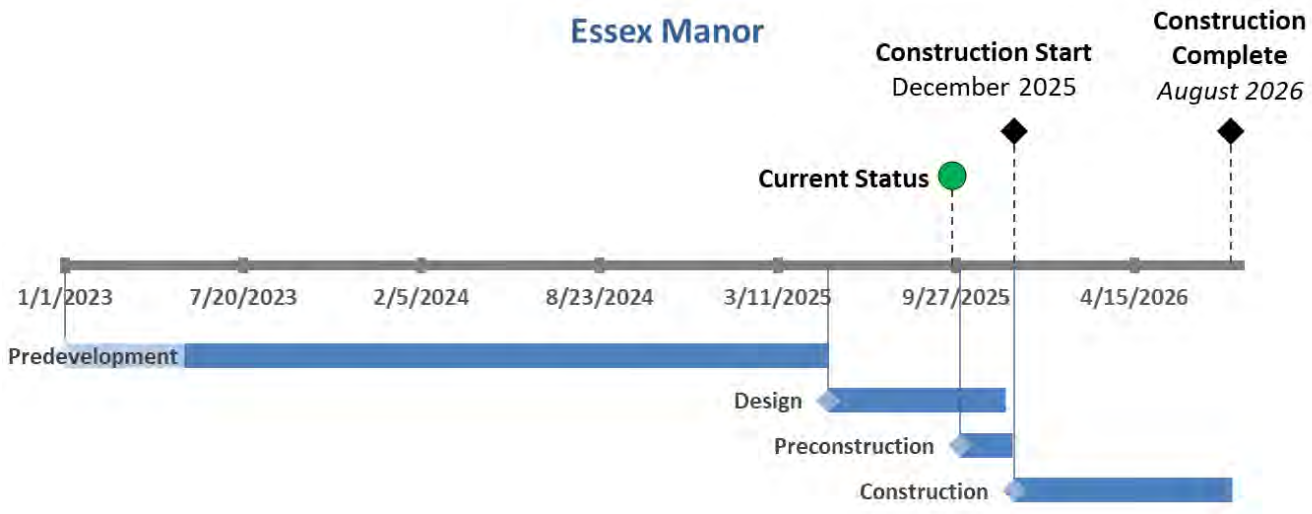 Essex Manor
Construction Start
December 2025
Construction
Complete
August 2026
Current Status
1/1/2023
7/20/2023
2/5/2024
8/23/2024
3/11/2025
9/27/2025
4/15/2026
Predevelopment
Design
Preconstruction
Construction